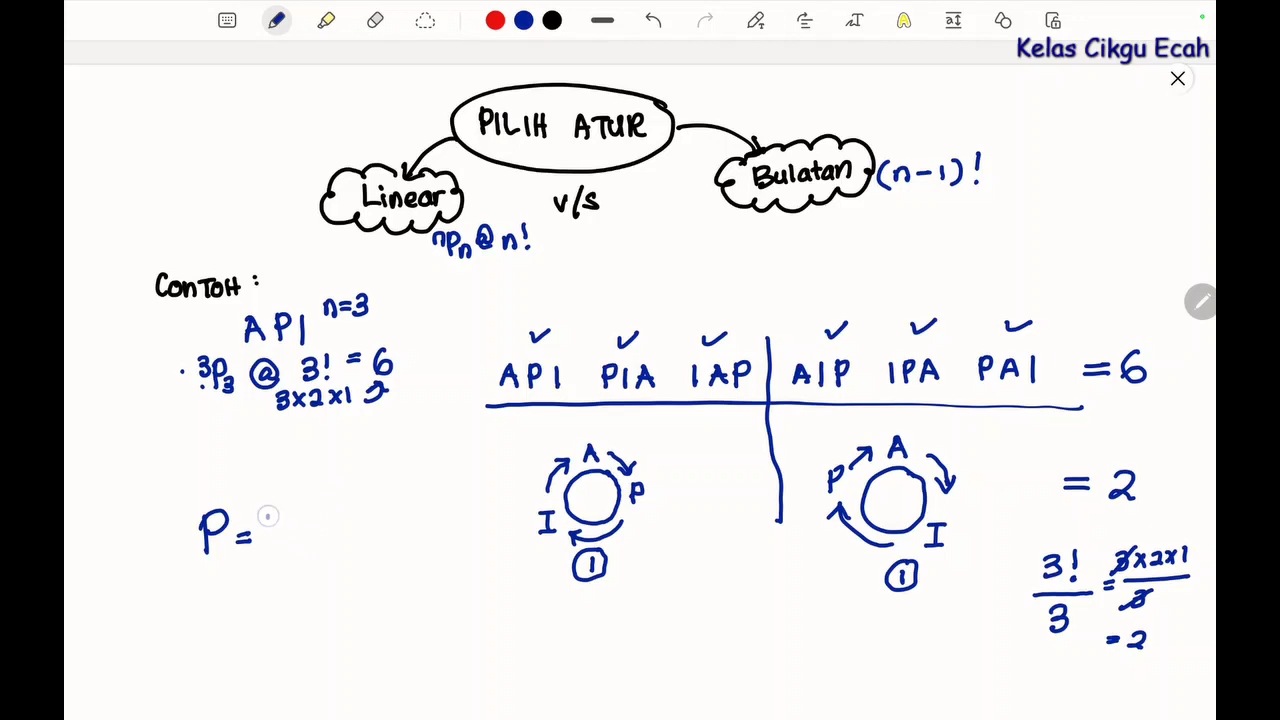 Kelas Cikgu Ecah
PILIH ATUR
Linear
v/s
Bulatan (n-1)!
ⁿPₙ @ n!
CONTOH :
API n=3
³P₃ @ 3! = 6
3x2x1
API PIA IAP AIP IPA PAI = 6
A
P
I
1
A
P
I
1
= 2
3!/3 = 3x2x1/3
= 2
P =